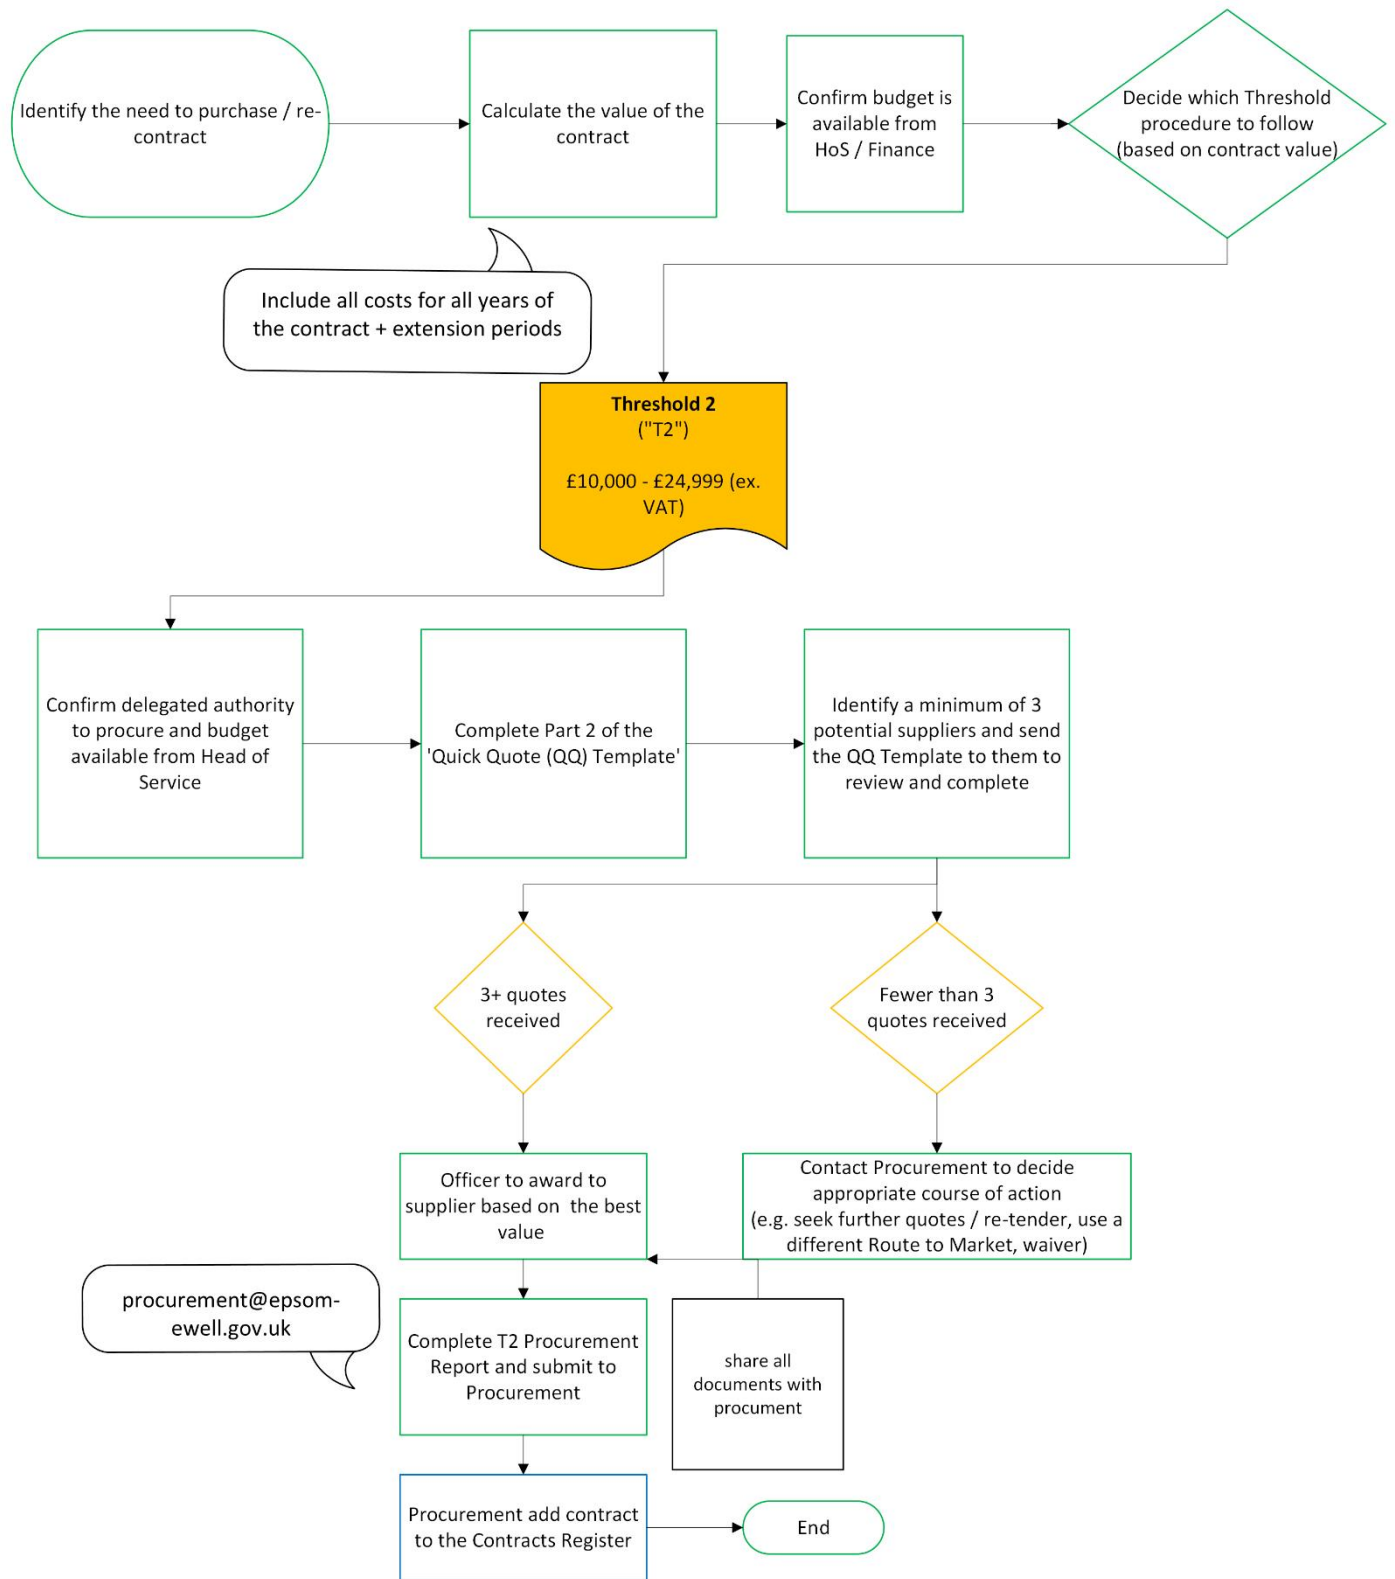 Identify the need to purchase / re-
contract
Calculate the value of the
contract
Confirm budget is
available from
HoS / Finance
Decide which Threshold
procedure to follow
(based on contract value)
Include all costs for all years of
the contract + extension periods
Threshold 2
("T2")
£10,000 - £24,999 (ex.
VAT)
Confirm delegated authority
to procure and budget
available from Head of
Service
Complete Part 2 of the
'Quick Quote (QQ) Template'
Identify a minimum of 3
potential suppliers and send
the QQ Template to them to
review and complete
3+ quotes
received
Fewer than 3
quotes received
Officer to award to
supplier based on  the best
value
Contact Procurement to decide
appropriate course of action
(e.g. seek further quotes / re-tender, use a
different Route to Market, waiver)
procurement@epsom-
ewell.gov.uk
Complete T2 Procurement
Report and submit to
Procurement
share all
documents with
procument
Procurement add contract
to the Contracts Register
End